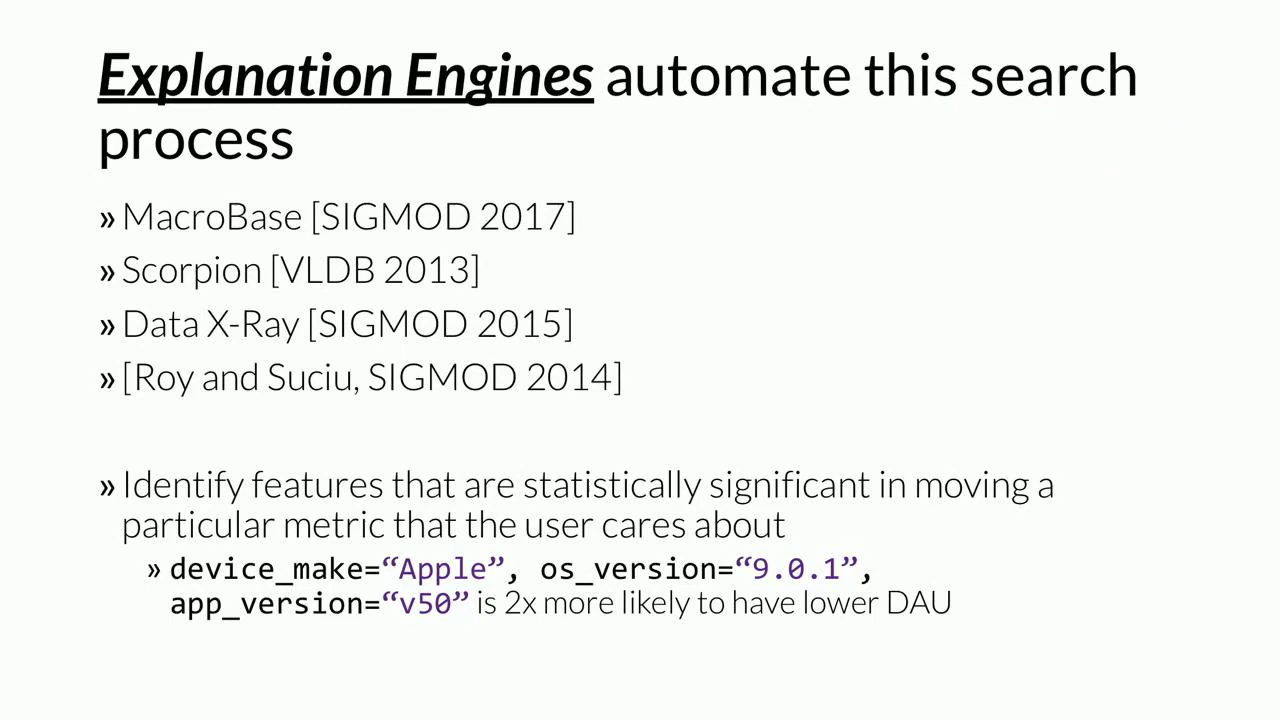 Explanation Engines automate this search
process
» MacroBase [SIGMOD 2017]
» Scorpion [VLDB 2013]
» Data X-Ray [SIGMOD 2015]
» [Roy and Suciu, SIGMOD 2014]
» Identify features that are statistically significant in moving a
particular metric that the user cares about
» device_make=“Apple”, os_version=“9.0.1”,
app_version=“v50” is 2x more likely to have lower DAU